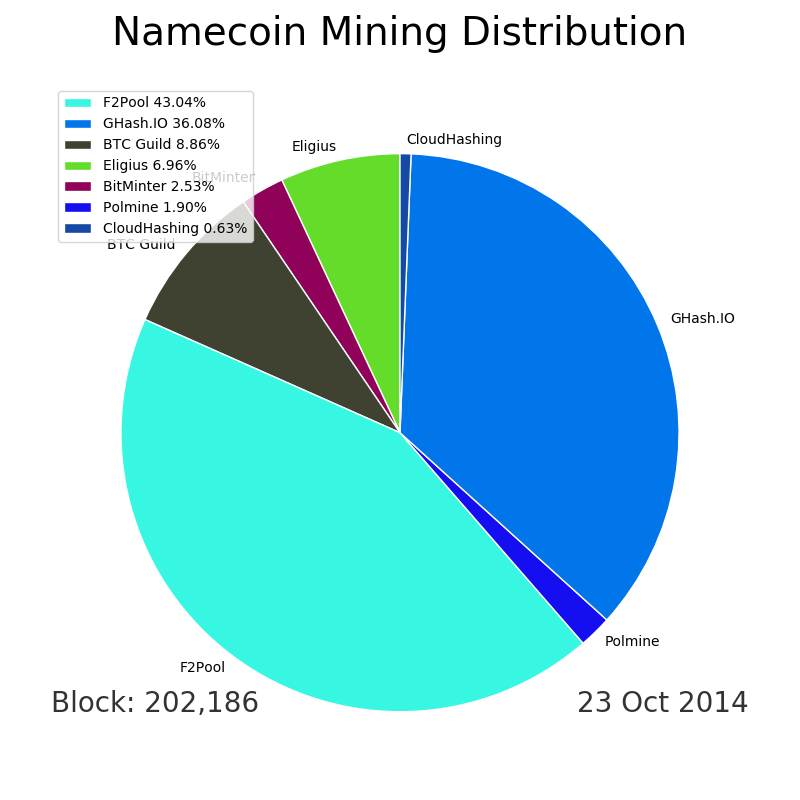 Namecoin Mining Distribution
F2Pool 43.04%
GHash.IO 36.08%
BTC Guild 8.86%
Eligius 6.96%
BitMinter 2.53%
Polmine 1.90%
CloudHashing 0.63%
CloudHashing
Eligius
BitMinter
BTC Guild
GHash.IO
Polmine
F2Pool
Block: 202,186
23 Oct 2014